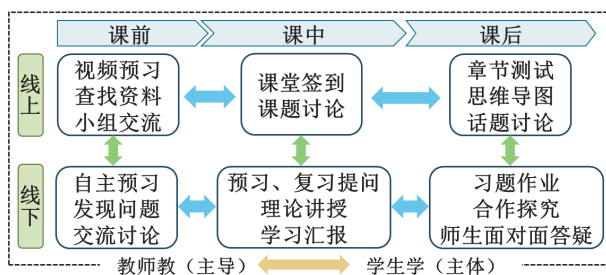 课前 课中 课后
线上
视频预习
查找资料
小组交流
课堂签到
课题讨论
章节测试
思维导图
话题讨论
线下
自主预习
发现问题
交流讨论
预习、复习提问
理论讲授
学习汇报
习题作业
合作探究
师生面对面答疑
教师教（主导） 学生学（主体）